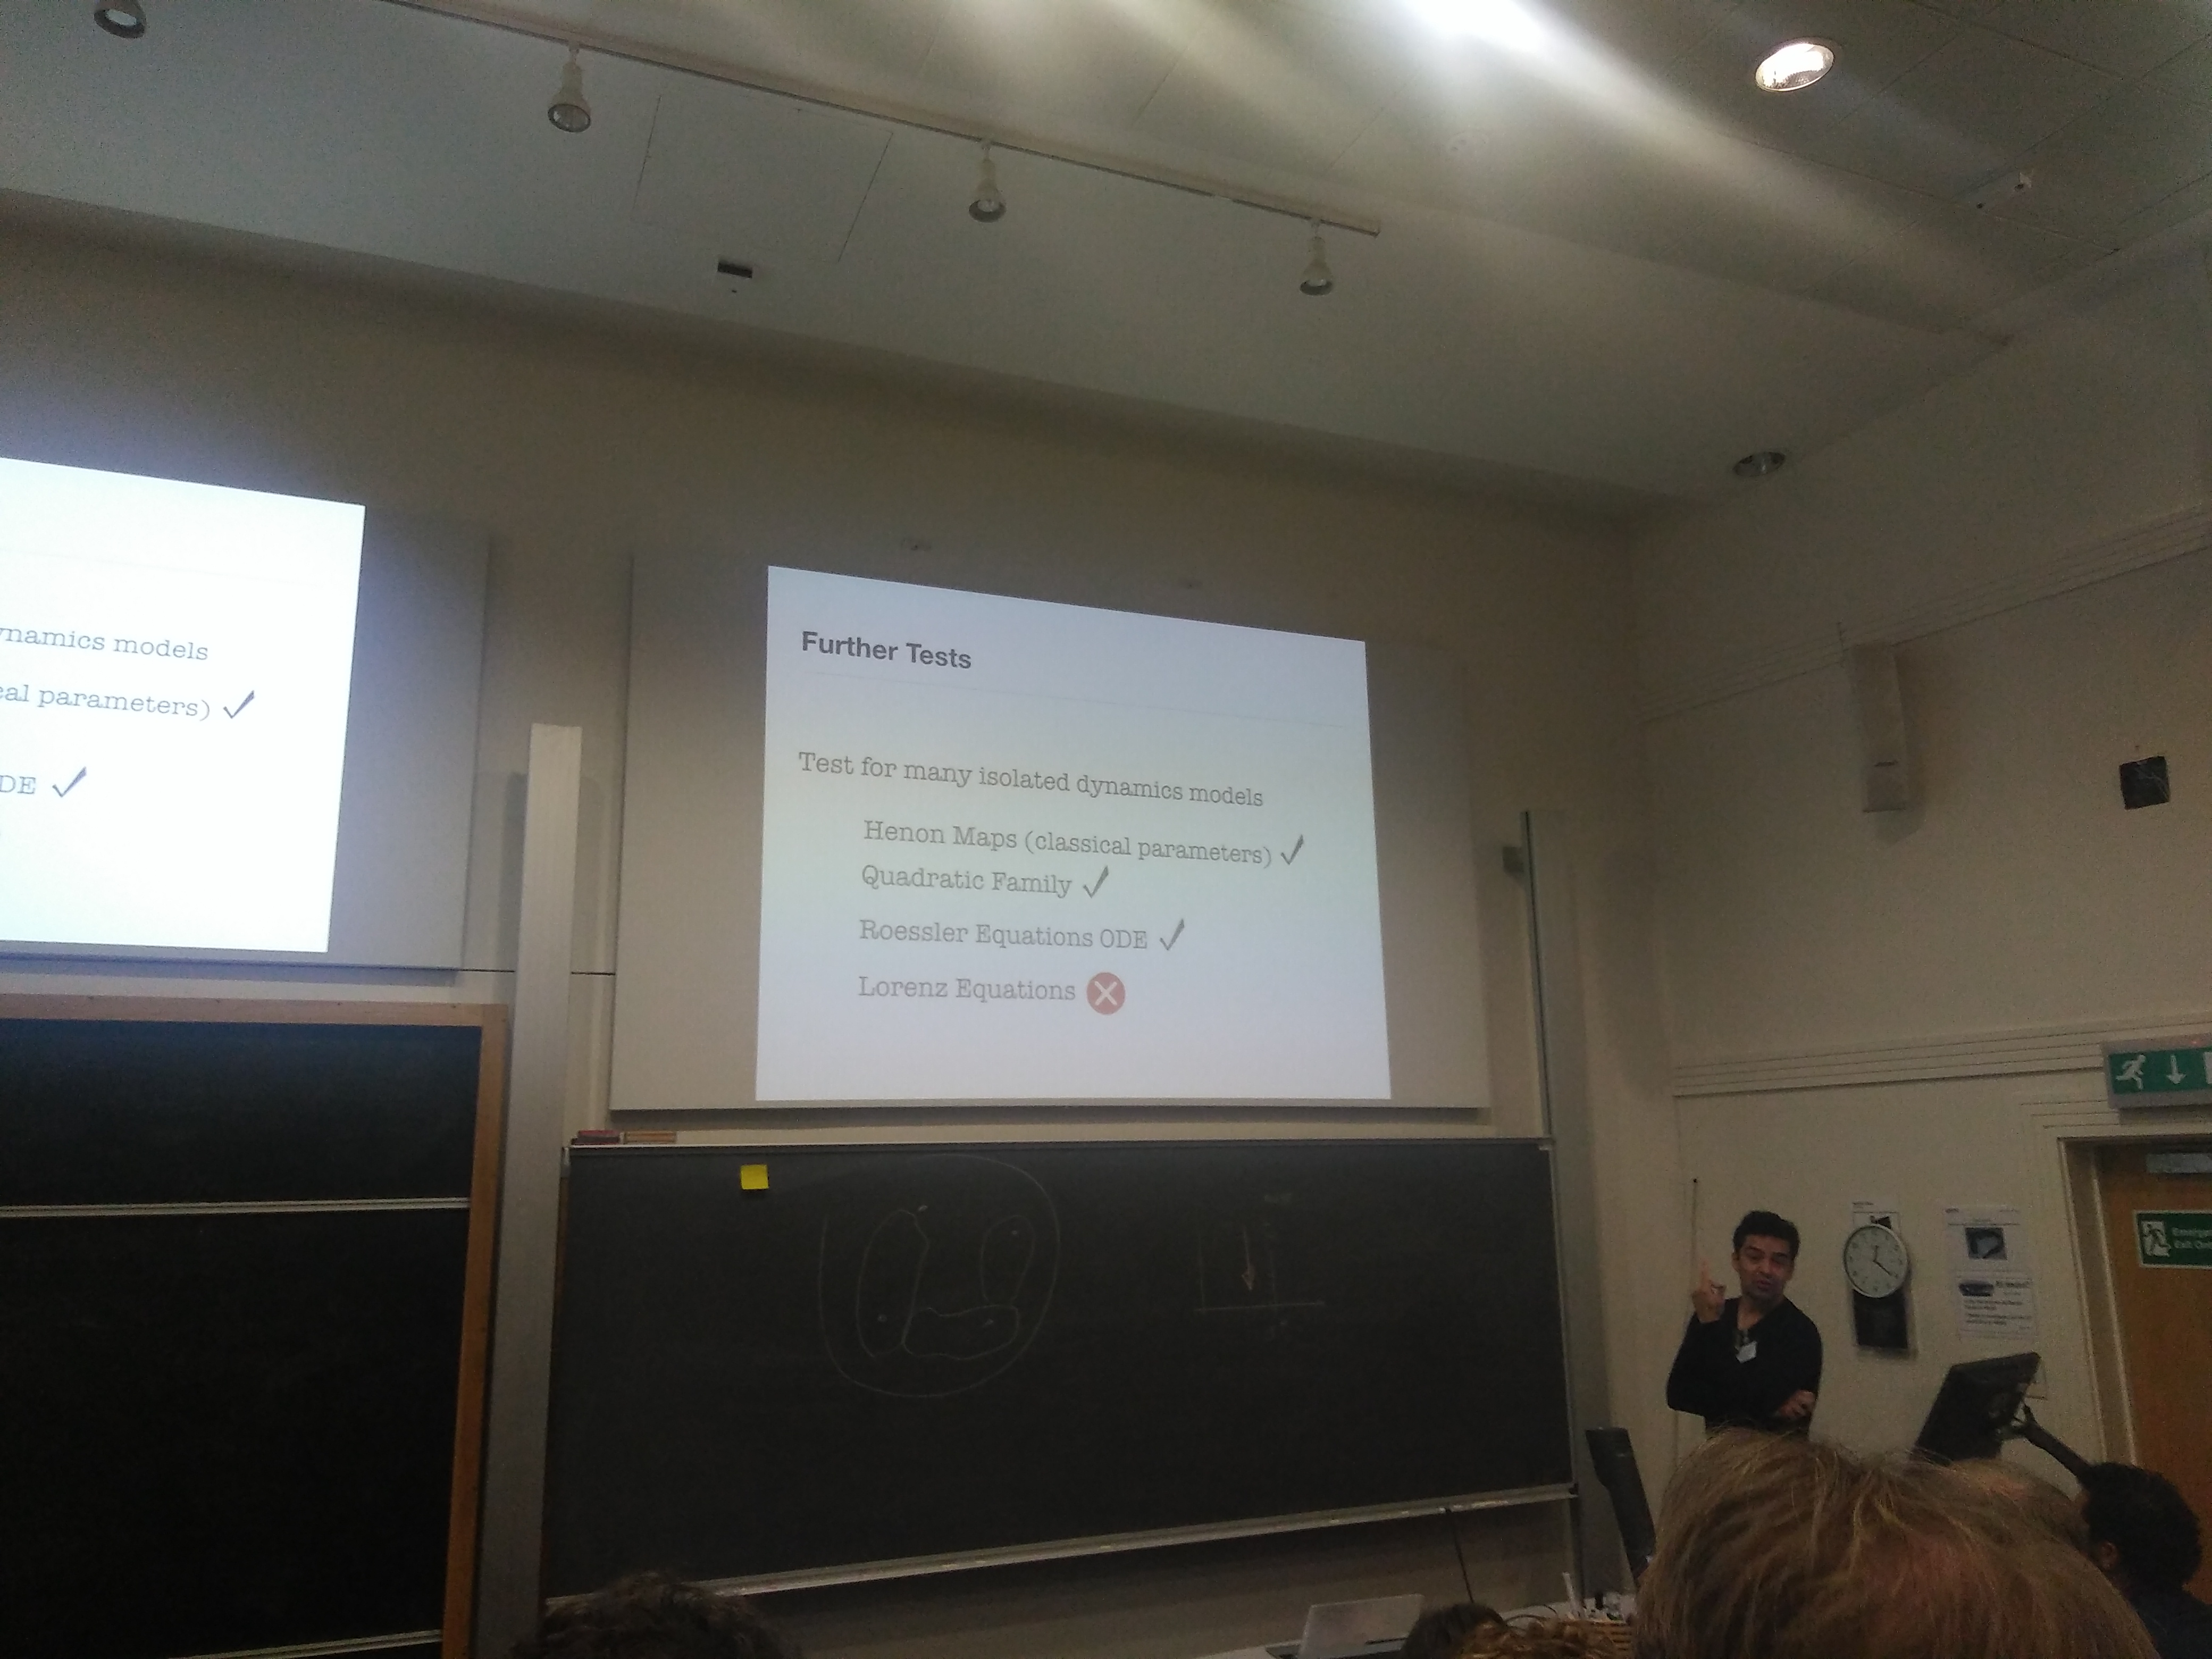 ynamics models
cal parameters) ✓
DE ✓
Further Tests
Test for many isolated dynamics models
Henon Maps (classical parameters) ✓
Quadratic Family ✓
Roessler Equations ODE ✓
Lorenz Equations